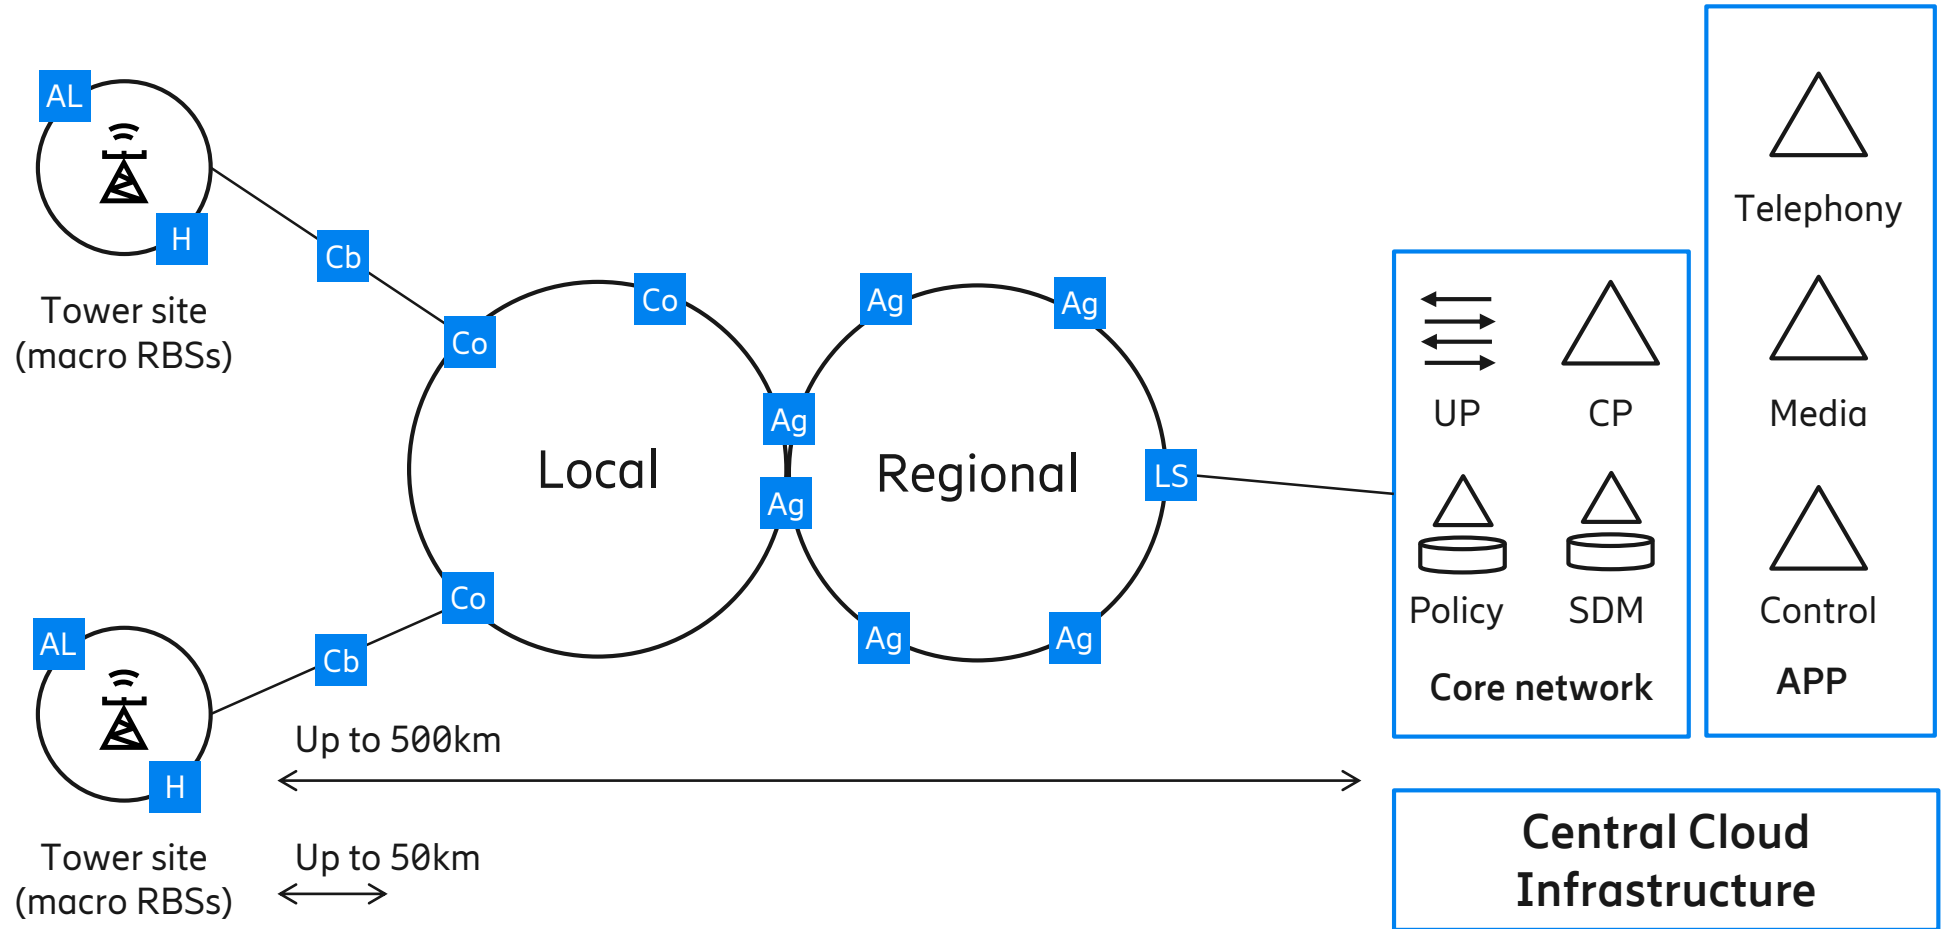 AL
H
Tower site
(macro RBSs)
Cb
Co
Co
Local
Ag
Ag
Co
Cb
AL
H
Tower site
(macro RBSs)
Ag
Ag
Regional
LS
Ag
Ag
Up to 500km
Up to 50km
UP
CP
Policy
SDM
Core network
Telephony
Media
Control
APP
Central Cloud
Infrastructure